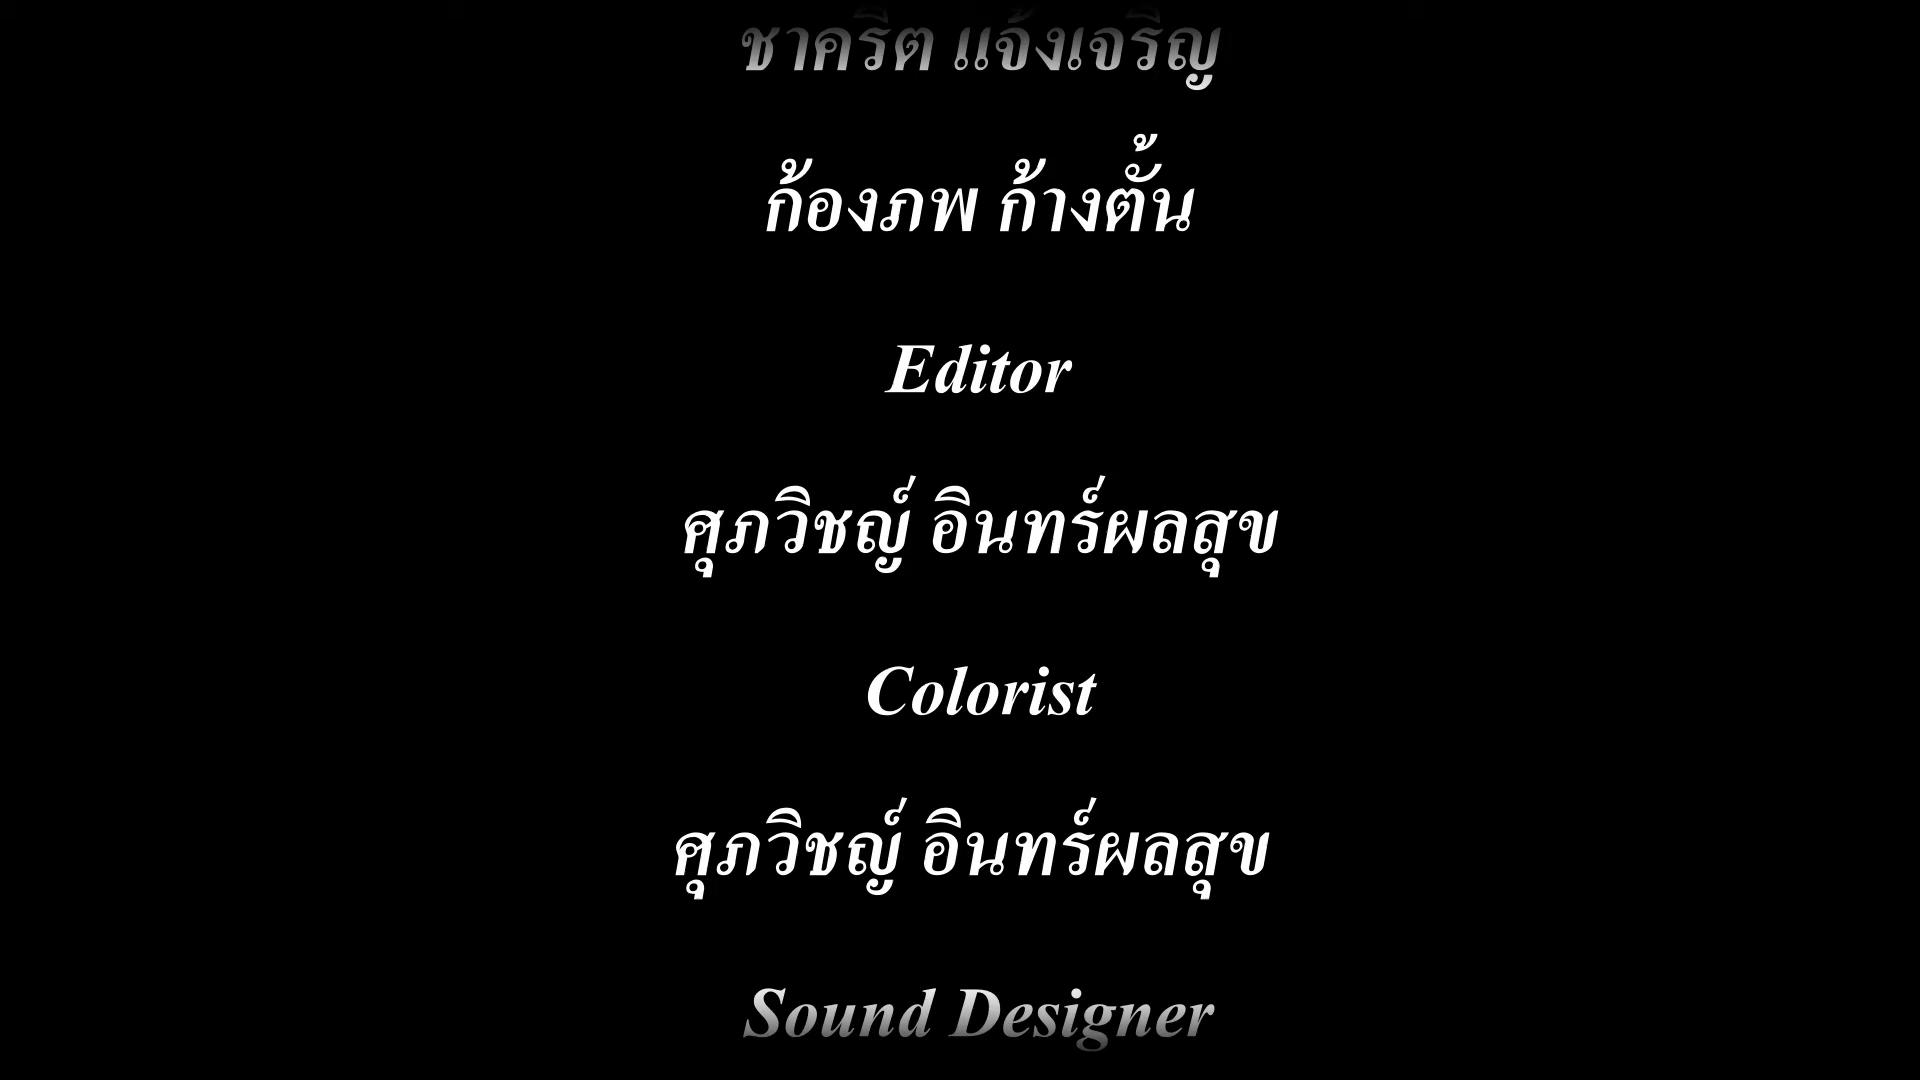 ชาคริต แจ้งเจริญ
ก้องภพ ก้างตั้น
Editor
ศุภวิชญ์ อินทร์ผลสุข
Colorist
ศุภวิชญ์ อินทร์ผลสุข
Sound Designer